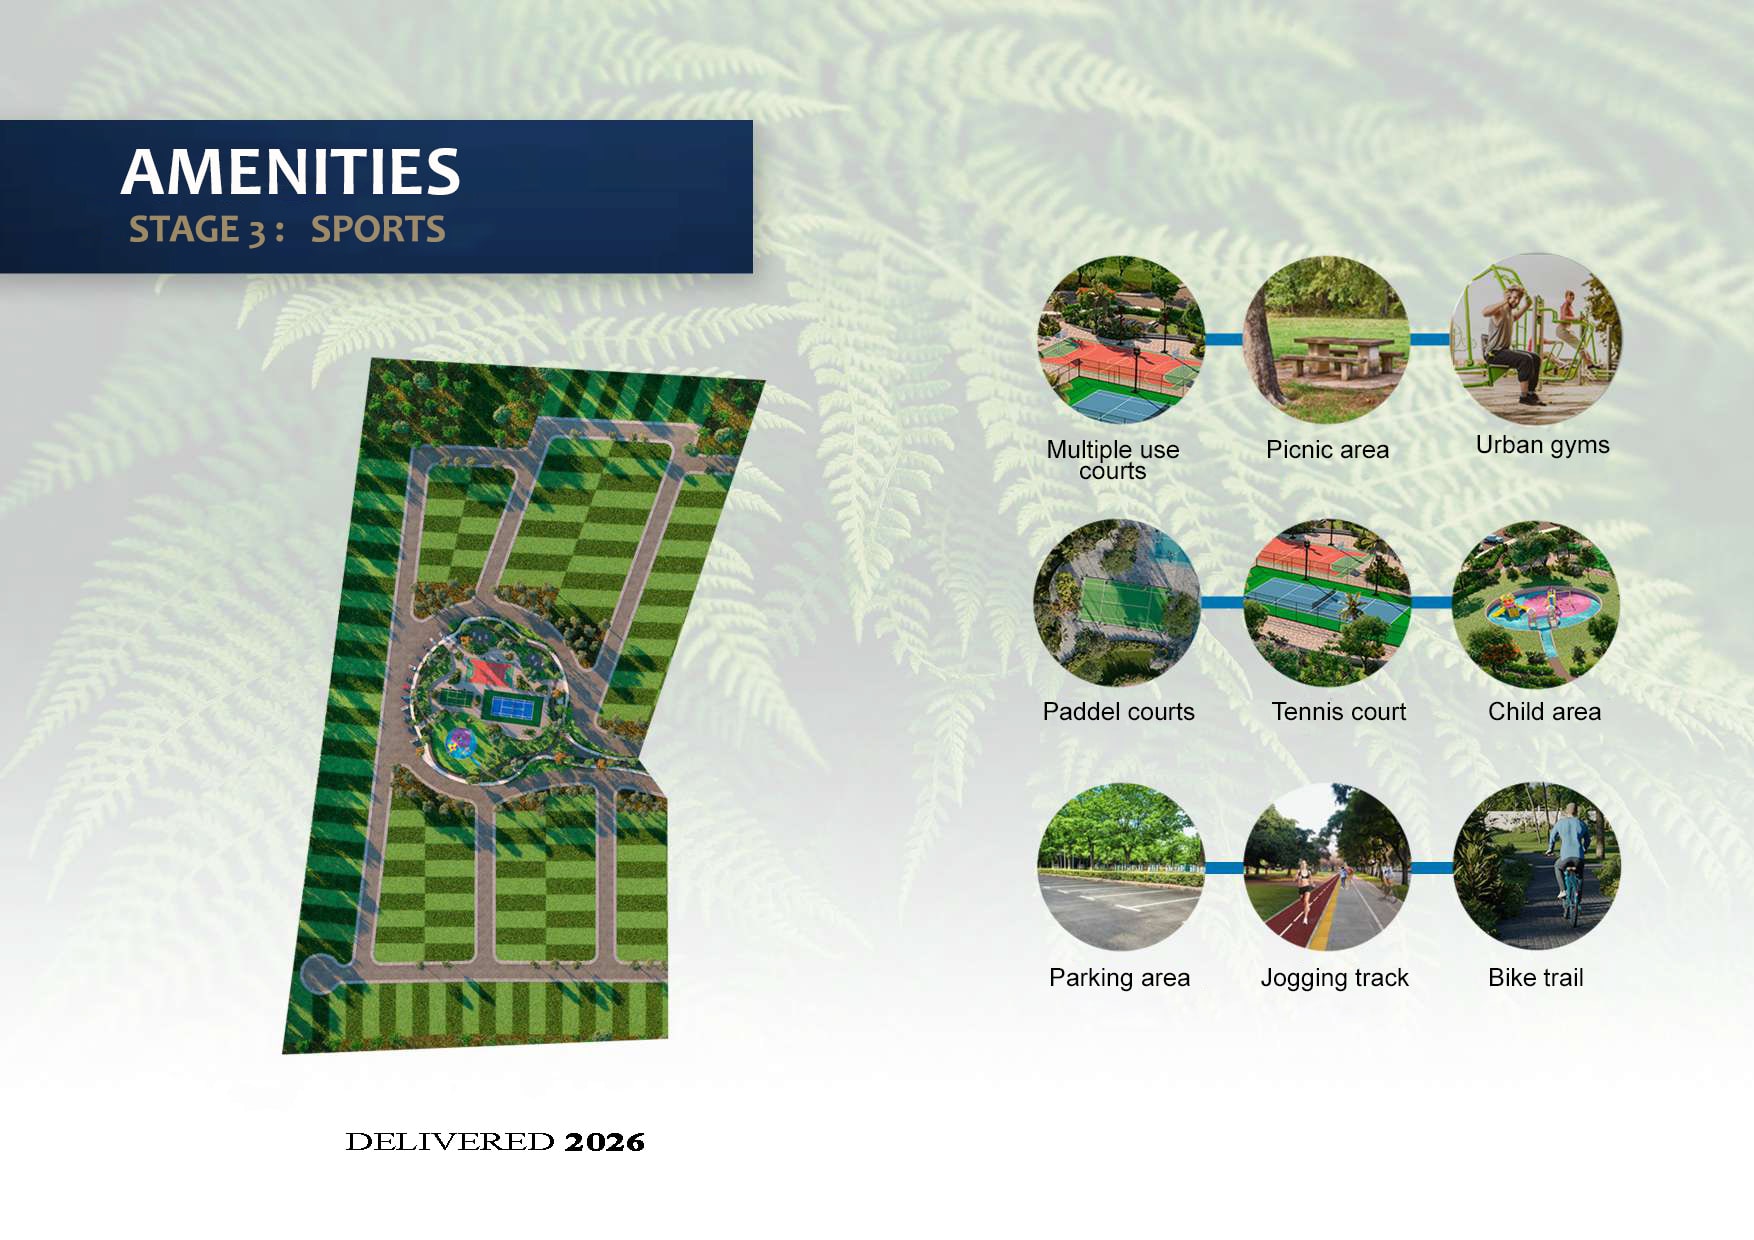 AMENITIES
STAGE 3 : SPORTS
Multiple use
courts
Picnic area
Urban gyms
Paddel courts
Tennis court
Child area
Parking area
Jogging track
Bike trail
DELIVERED 2026